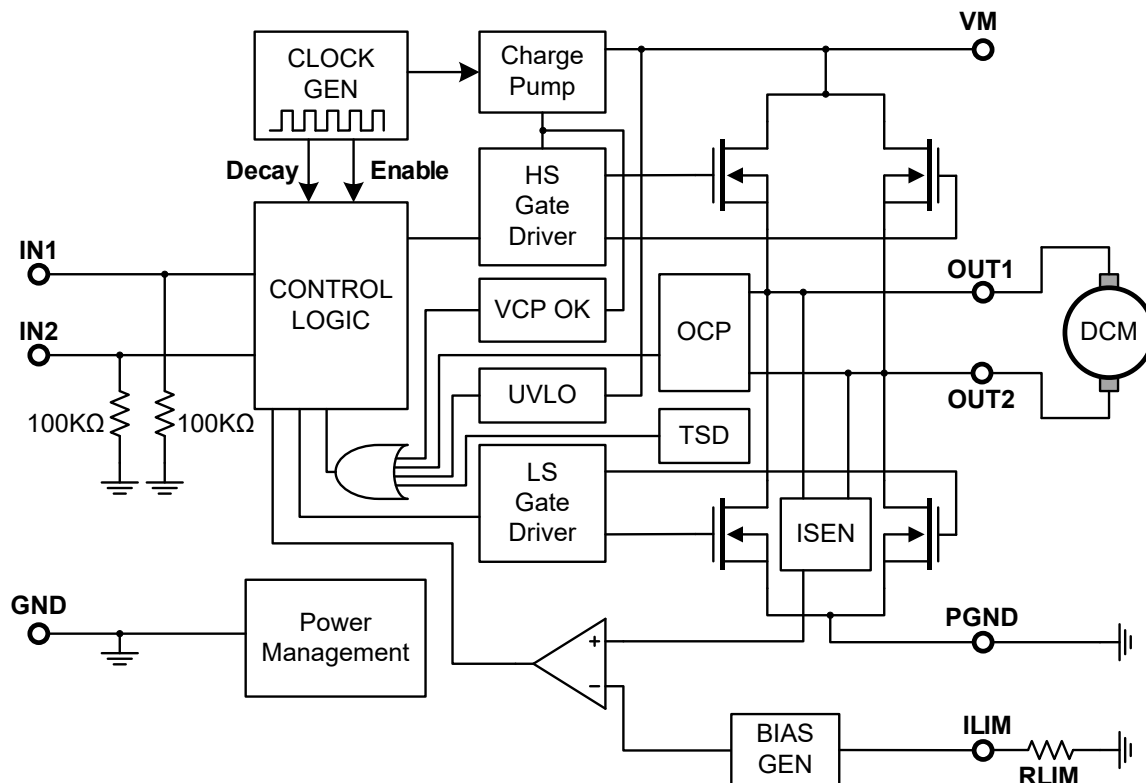 VM
CLOCK
GEN
Charge
Pump
Decay
Enable
HS
Gate
Driver
IN1
CONTROL
LOGIC
IN2
VCP OK
OCP
OUT1
DCM
OUT2
UVLO
100KΩ
100KΩ
TSD
LS
Gate
Driver
ISEN
GND
Power
Management
PGND
+
−
BIAS
GEN
ILIM
RLIM